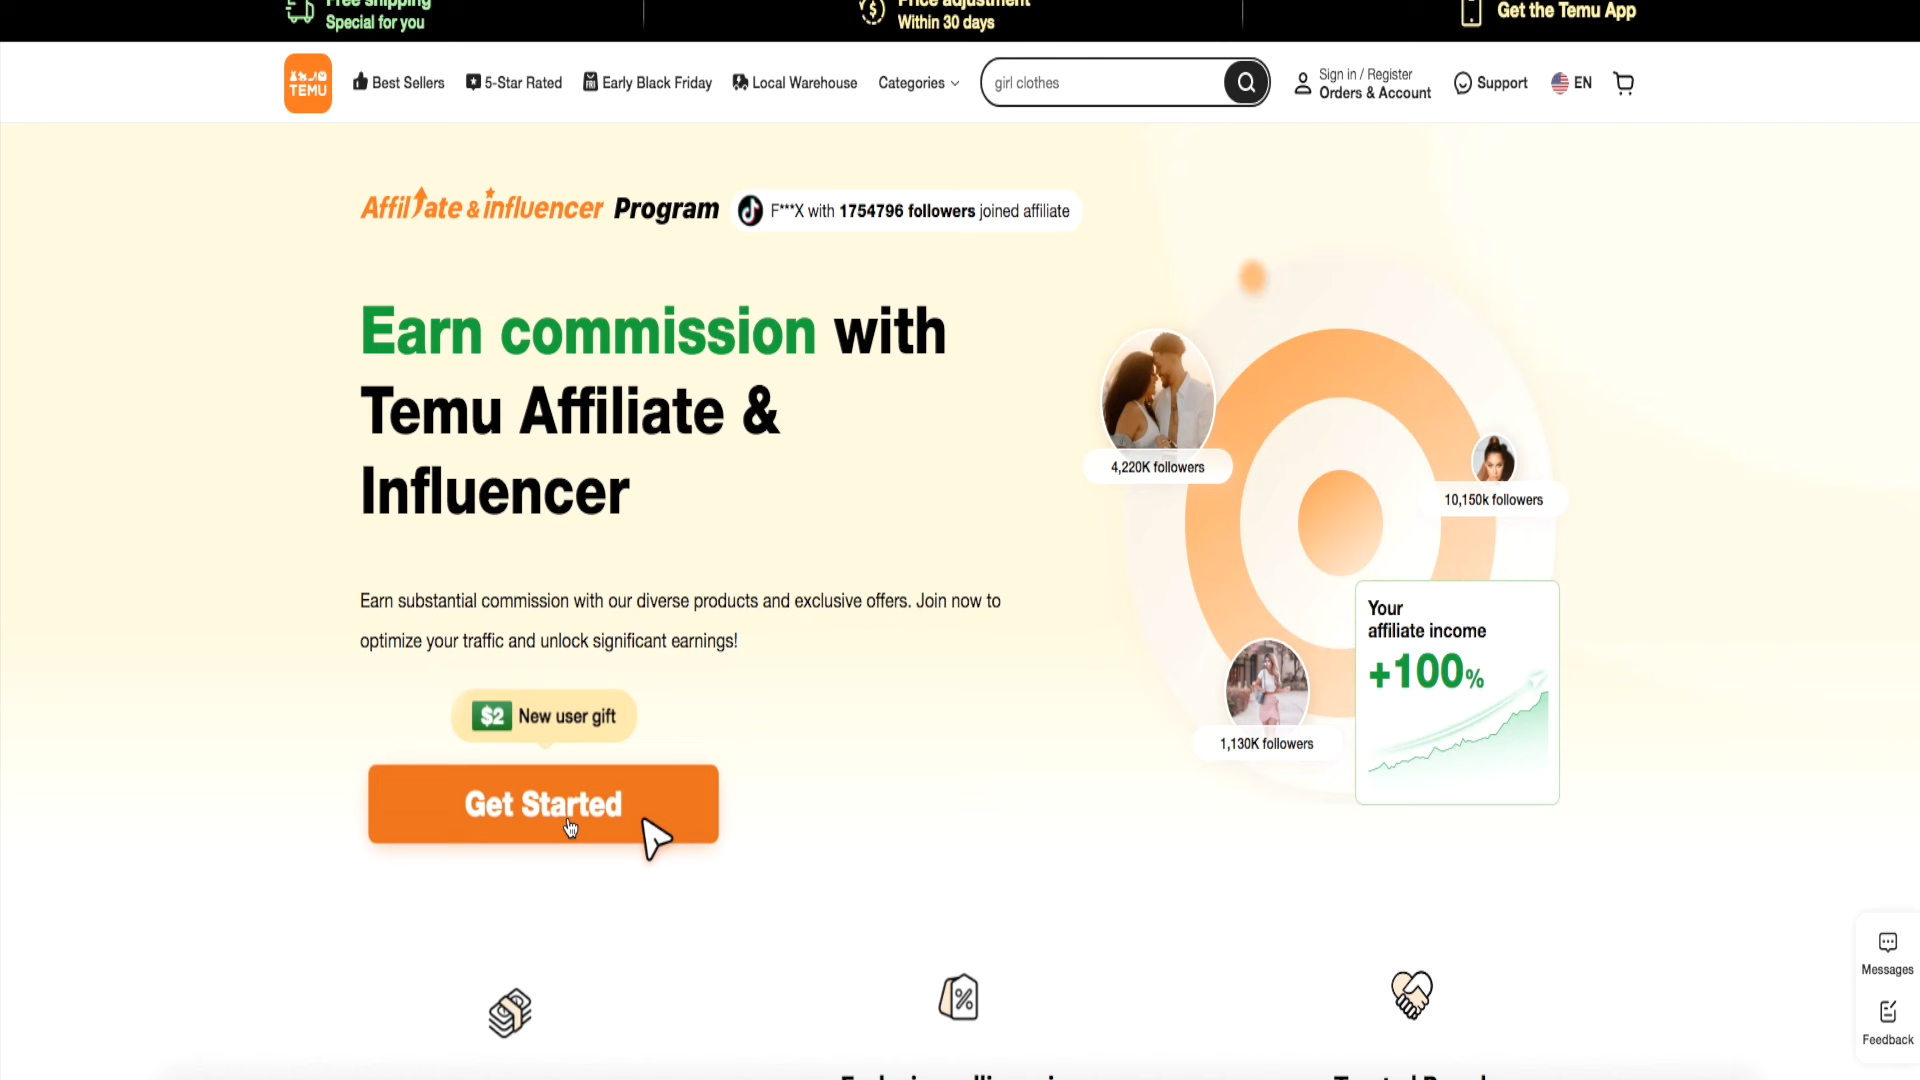 Free shipping
Special for you
Price adjustment
Within 30 days
Get the Temu App
TEMU
Best Sellers
5-Star Rated
Early Black Friday
Local Warehouse
Categories
girl clothes
Sign in / Register
Orders & Account
Support
EN
Affiliate & influencer Program
F***X with 1754796 followers joined affiliate
Earn commission with
Temu Affiliate &
Influencer
Earn substantial commission with our diverse products and exclusive offers. Join now to
optimize your traffic and unlock significant earnings!
$2 New user gift
Get Started
4,220K followers
10,150k followers
1,130K followers
Your
affiliate income
+100%
Messages
Feedback